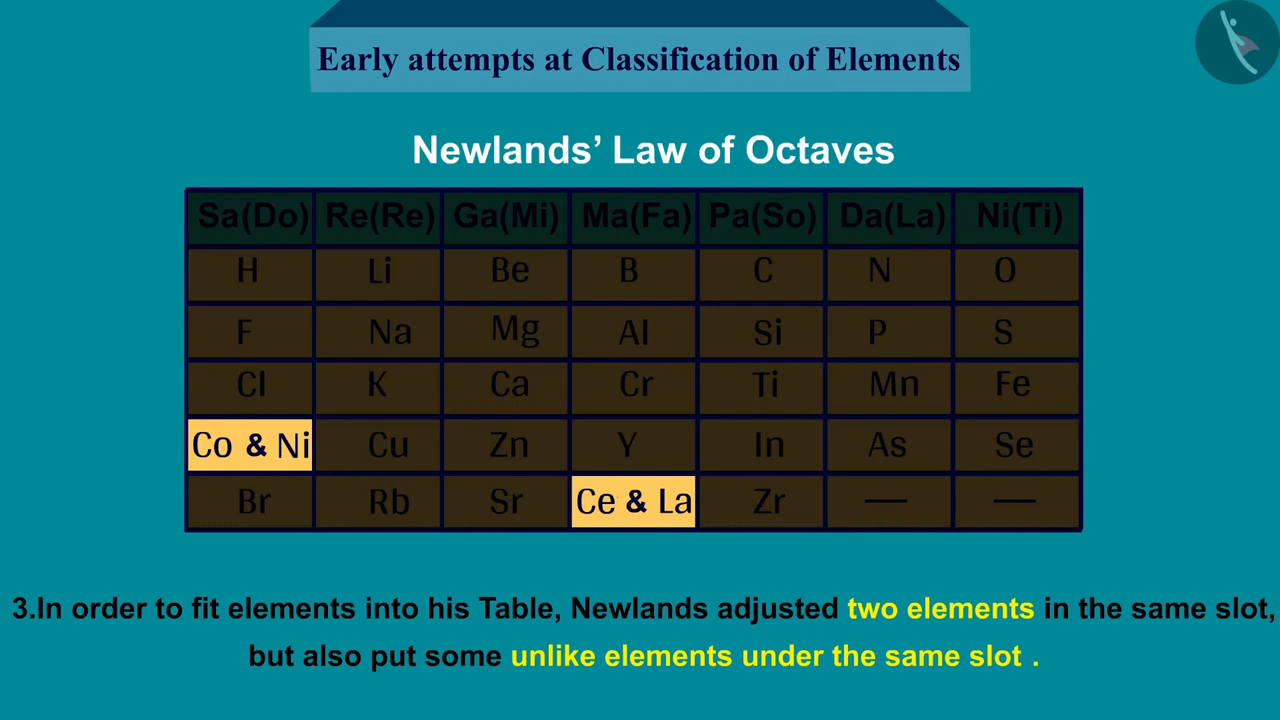 Early attempts at Classification of Elements
Newlands’ Law of Octaves
Sa(Do) Re(Re) Ga(Mi) Ma(Fa) Pa(So) Da(La) Ni(Ti)
H Li Be B C N O
F Na Mg Al Si P S
Cl K Ca Cr Ti Mn Fe
Co & Ni Cu Zn Y In As Se
Br Rb Sr Ce & La Zr — —
3.In order to fit elements into his Table, Newlands adjusted two elements in the same slot,
but also put some unlike elements under the same slot .